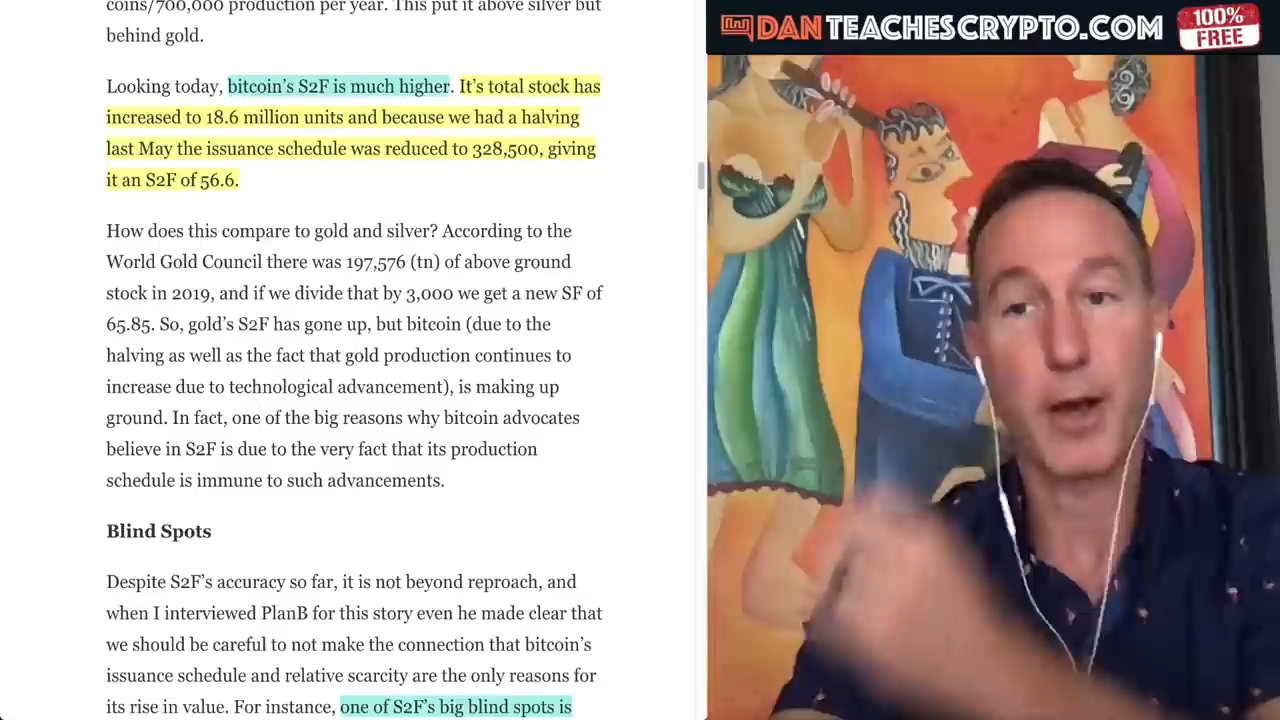 coins/700,000 production per year. This put it above silver but
behind gold.
Looking today, bitcoin's S2F is much higher. It's total stock has
increased to 18.6 million units and because we had a halving
last May the issuance schedule was reduced to 328,500, giving
it an S2F of 56.6.
How does this compare to gold and silver? According to the
World Gold Council there was 197,576 (tn) of above ground
stock in 2019, and if we divide that by 3,000 we get a new SF of
65.85. So, gold's S2F has gone up, but bitcoin (due to the
halving as well as the fact that gold production continues to
increase due to technological advancement), is making up
ground. In fact, one of the big reasons why bitcoin advocates
believe in S2F is due to the very fact that its production
schedule is immune to such advancements.
Blind Spots
Despite S2F's accuracy so far, it is not beyond reproach, and
when I interviewed PlanB for this story even he made clear that
we should be careful to not make the connection that bitcoin's
issuance schedule and relative scarcity are the only reasons for
its rise in value. For instance, one of S2F's big blind spots is
DANTEACHESCRYPTO.COM
100%
FREE